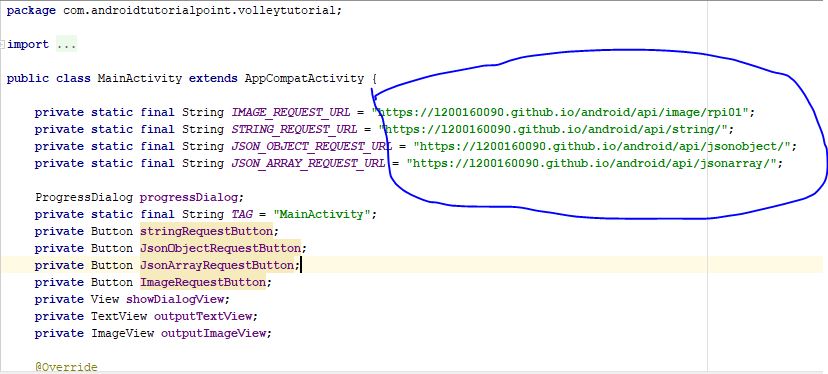 package com.androidtutorialpoint.volleytutorial;
import ...
public class MainActivity extends AppCompatActivity {
private static final String IMAGE_REQUEST_URL = "https://l200160090.github.io/android/api/image/rpi01";
private static final String STRING_REQUEST_URL = "https://l200160090.github.io/android/api/string/";
private static final String JSON_OBJECT_REQUEST_URL = "https://l200160090.github.io/android/api/jsonobject/";
private static final String JSON_ARRAY_REQUEST_URL = "https://l200160090.github.io/android/api/jsonarray/";
ProgressDialog progressDialog;
private static final String TAG = "MainActivity";
private Button stringRequestButton;
private Button JsonObjectRequestButton;
private Button JsonArrayRequestButton;
private Button ImageRequestButton;
private View showDialogView;
private TextView outputTextView;
private ImageView outputImageView;
@Override